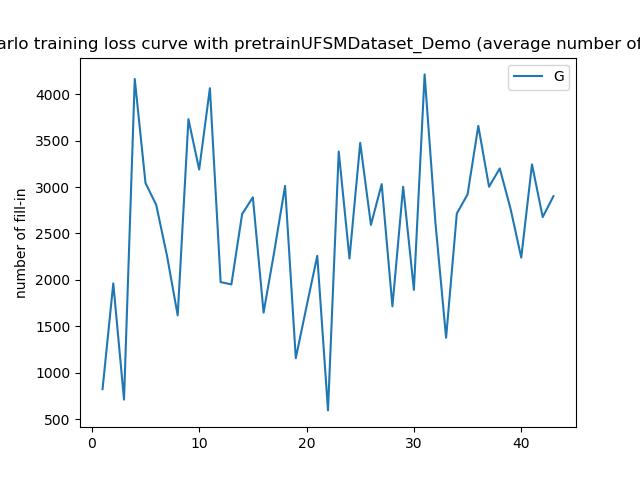 arlo training loss curve with pretrainUFSMDataset_Demo (average number of
G
number of fill-in
4000
3500
3000
2500
2000
1500
1000
500
0 10 20 30 40